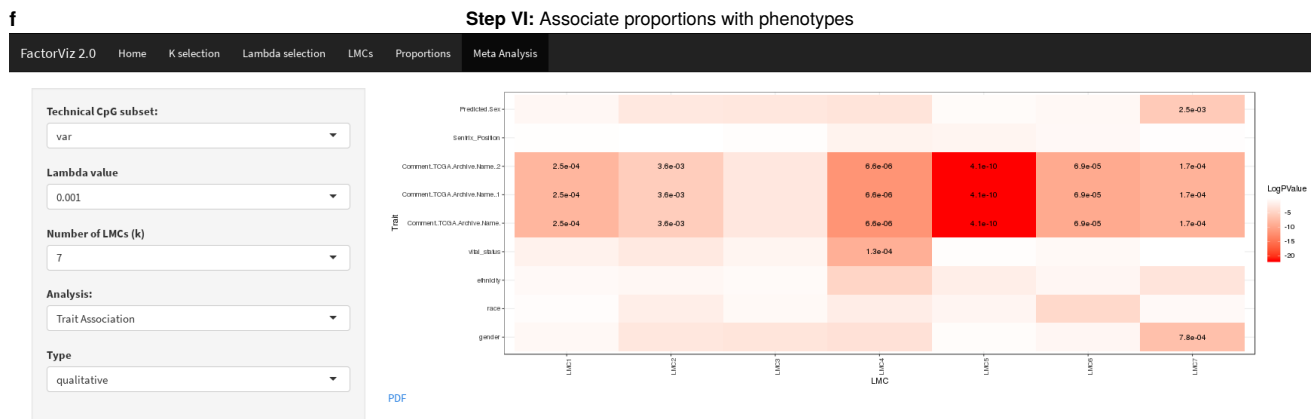 f
Step VI: Associate proportions with phenotypes
FactorViz 2.0 Home K selection Lambda selection LMCs Proportions Meta Analysis
Technical CpG subset:
var
Lambda value
0.001
Number of LMCs (k)
7
Analysis:
Trait Association
Type
qualitative
Trait
Predicted.Sex 2.5e-03
Sentrix_Position
Comment..TCGA.Archive.Name..2 2.5e-04 3.6e-03 6.6e-06 4.1e-10 6.9e-05 1.7e-04
Comment..TCGA.Archive.Name..1 2.5e-04 3.6e-03 6.6e-06 4.1e-10 6.9e-05 1.7e-04
Comment..TCGA.Archive.Name. 2.5e-04 3.6e-03 6.6e-06 4.1e-10 6.9e-05 1.7e-04
vital_status 1.3e-04
ethnicity
race
gender 7.8e-04
LMC1 LMC2 LMC3 LMC4 LMC5 LMC6 LMC7
LMC
LogPValue
-5
-10
-15
-20
PDF